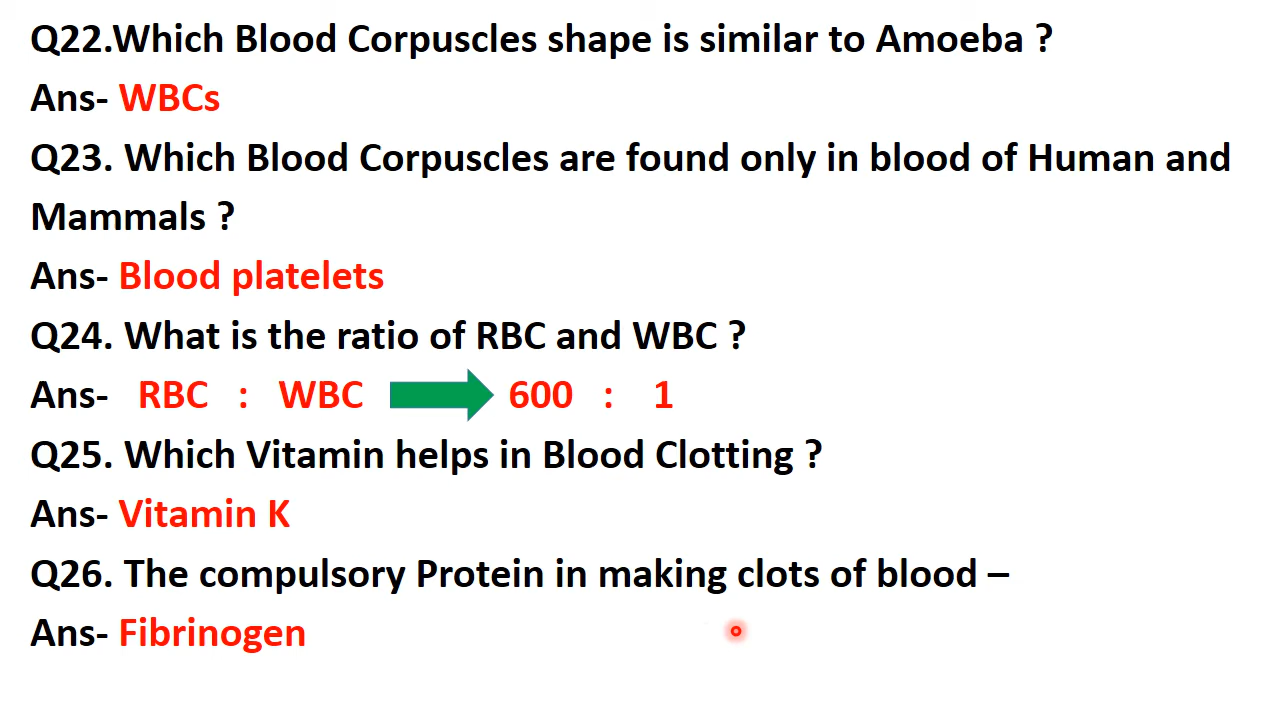 Q22.Which Blood Corpuscles shape is similar to Amoeba ?
Ans- WBCs
Q23. Which Blood Corpuscles are found only in blood of Human and
Mammals ?
Ans- Blood platelets
Q24. What is the ratio of RBC and WBC ?
Ans- RBC : WBC 600 : 1
Q25. Which Vitamin helps in Blood Clotting ?
Ans- Vitamin K
Q26. The compulsory Protein in making clots of blood –
Ans- Fibrinogen